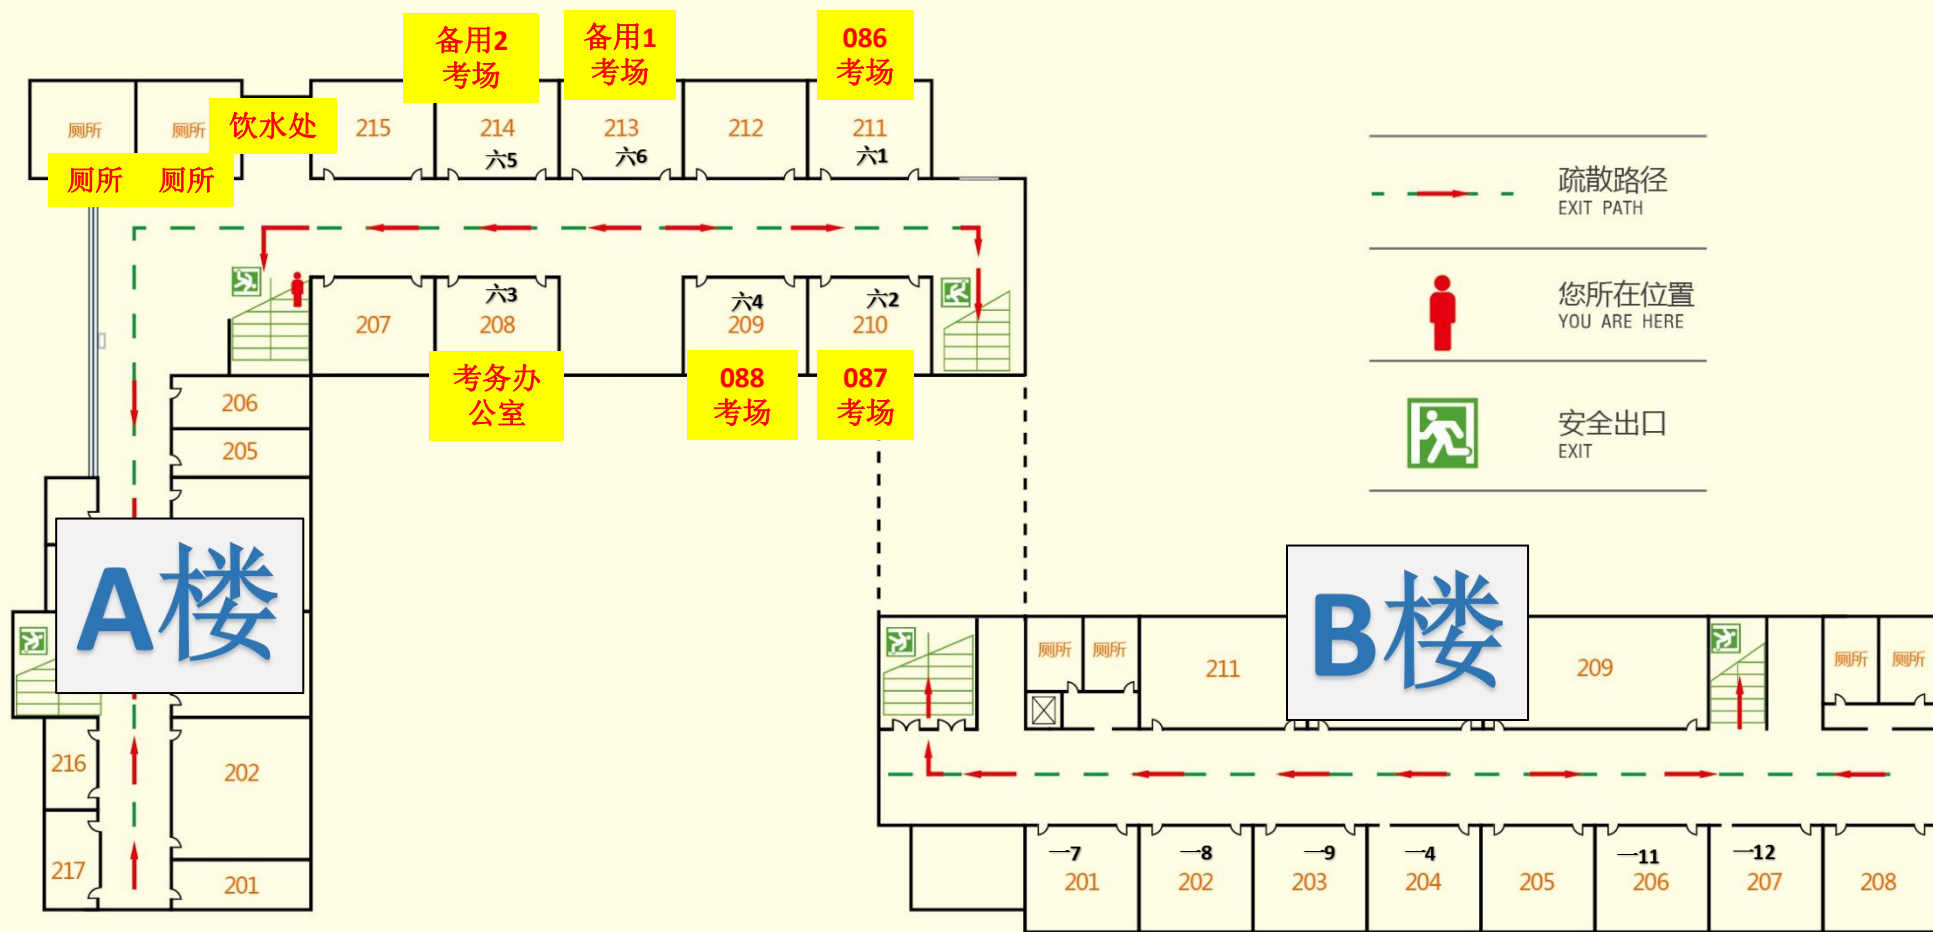 备用2
考场
备用1
考场
086
考场
厕所
厕所
饮水处
215
214
213
212
211
六5
六6
六1
厕所
厕所
疏散路径
EXIT PATH
六3
六4
六2
207
208
209
210
您所在位置
YOU ARE HERE
考务办
公室
088
考场
087
考场
206
205
安全出口
EXIT
A楼
B楼
厕所
厕所
211
209
厕所
厕所
216
202
217
201
一7
一8
一9
一4
一11
一12
201
202
203
204
205
206
207
208